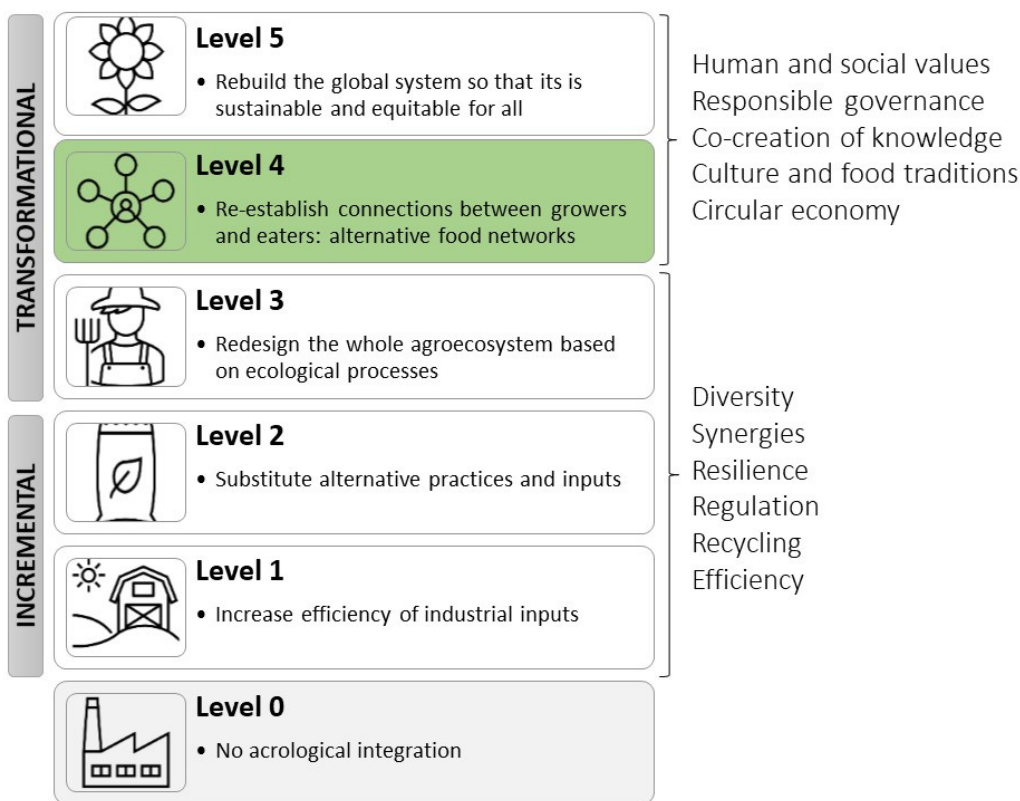 TRANSFORMATIONAL
Level 5
• Rebuild the global system so that its is
sustainable and equitable for all
Level 4
• Re-establish connections between growers
and eaters: alternative food networks
Human and social values
Responsible governance
Co-creation of knowledge
Culture and food traditions
Circular economy
Level 3
• Redesign the whole agroecosystem based
on ecological processes
INCREMENTAL
Level 2
• Substitute alternative practices and inputs
Level 1
• Increase efficiency of industrial inputs
Diversity
Synergies
Resilience
Regulation
Recycling
Efficiency
Level 0
• No acrological integration